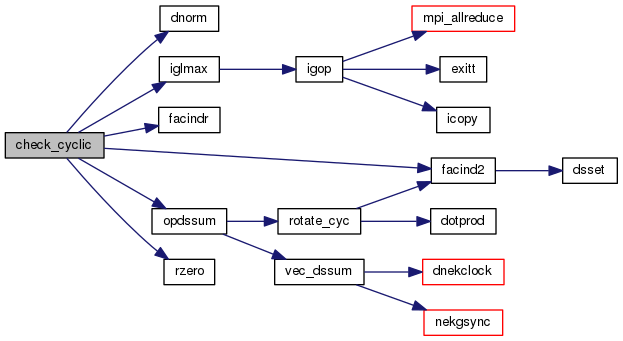 dnorm
mpi_allreduce
iglmax
igop
exitt
facindr
icopy
check_cyclic
facind2
dsset
opdssum
rotate_cyc
dotprod
rzero
vec_dssum
dnekclock
nekgsync